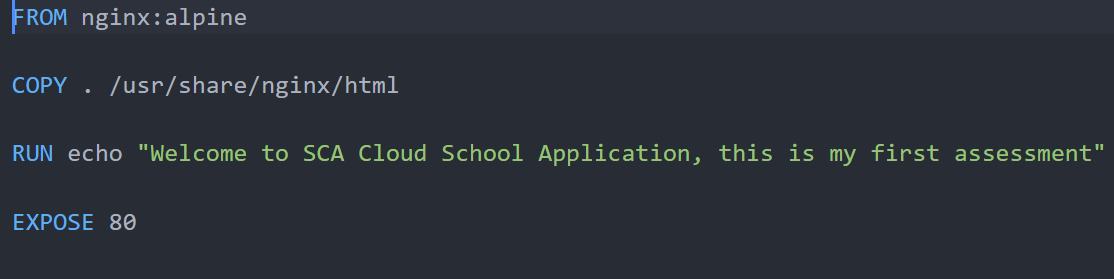 FROM nginx:alpine
COPY . /usr/share/nginx/html
RUN echo "Welcome to SCA Cloud School Application, this is my first assessment"
EXPOSE 80